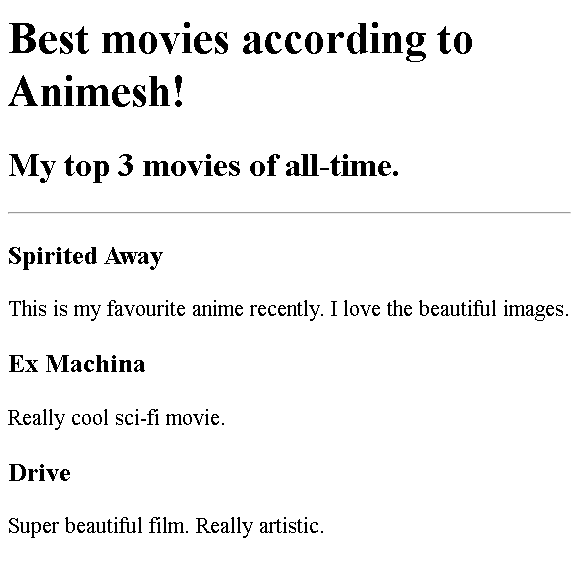 Best movies according to
Animesh!
My top 3 movies of all-time.
Spirited Away
This is my favourite anime recently. I love the beautiful images.
Ex Machina
Really cool sci-fi movie.
Drive
Super beautiful film. Really artistic.